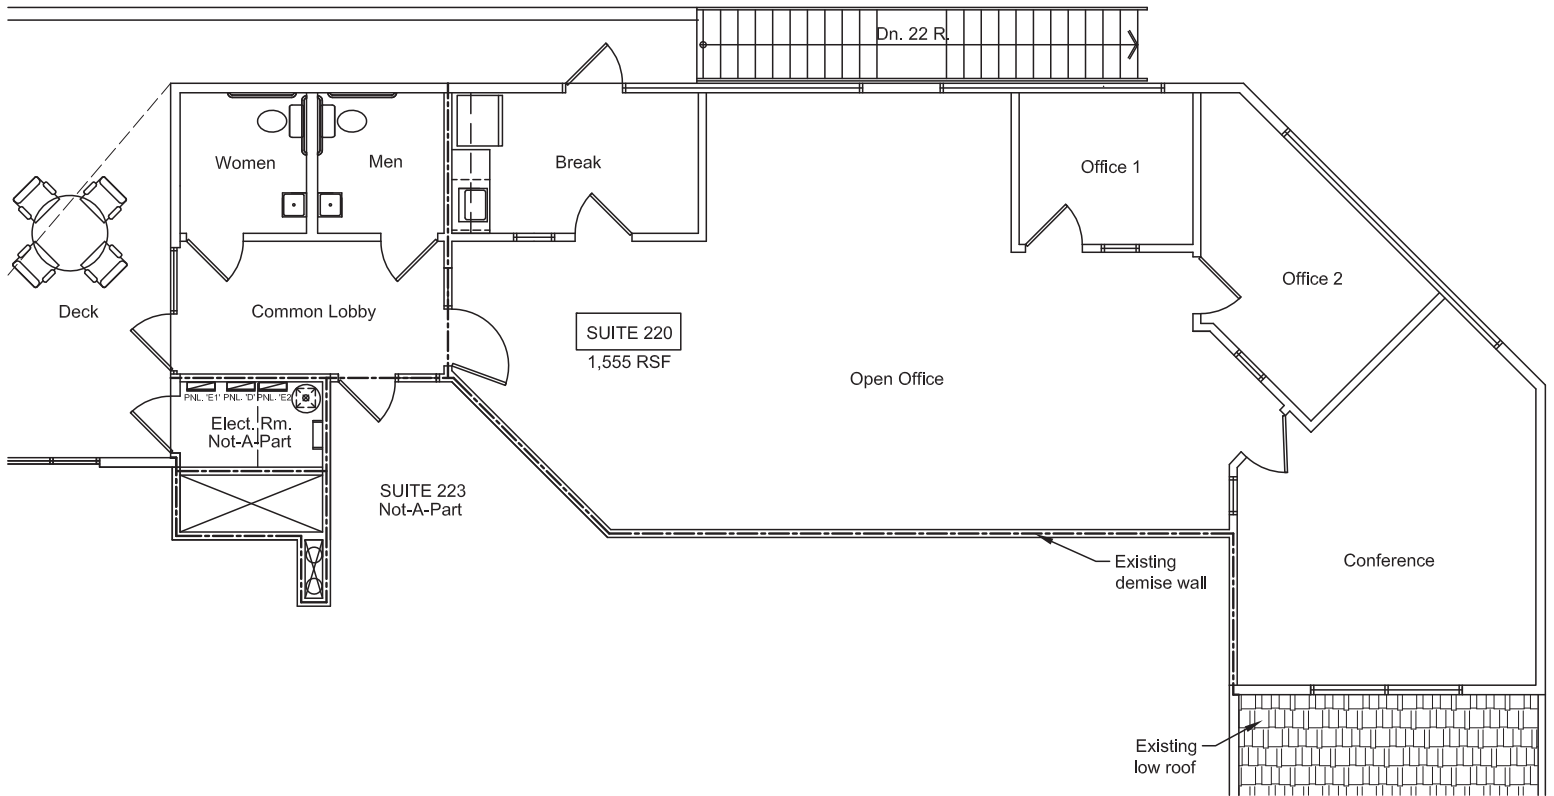 Dn. 22 R.
Women
Men
Break
Office 1
Office 2
Deck
Common Lobby
SUITE 220
1,555 RSF
Open Office
PNL. 'E1'
PNL. 'D'
PNL. 'E2
Elect. Rm.
Not-A-Part
SUITE 223
Not-A-Part
Existing
demise wall
Conference
Existing
low roof